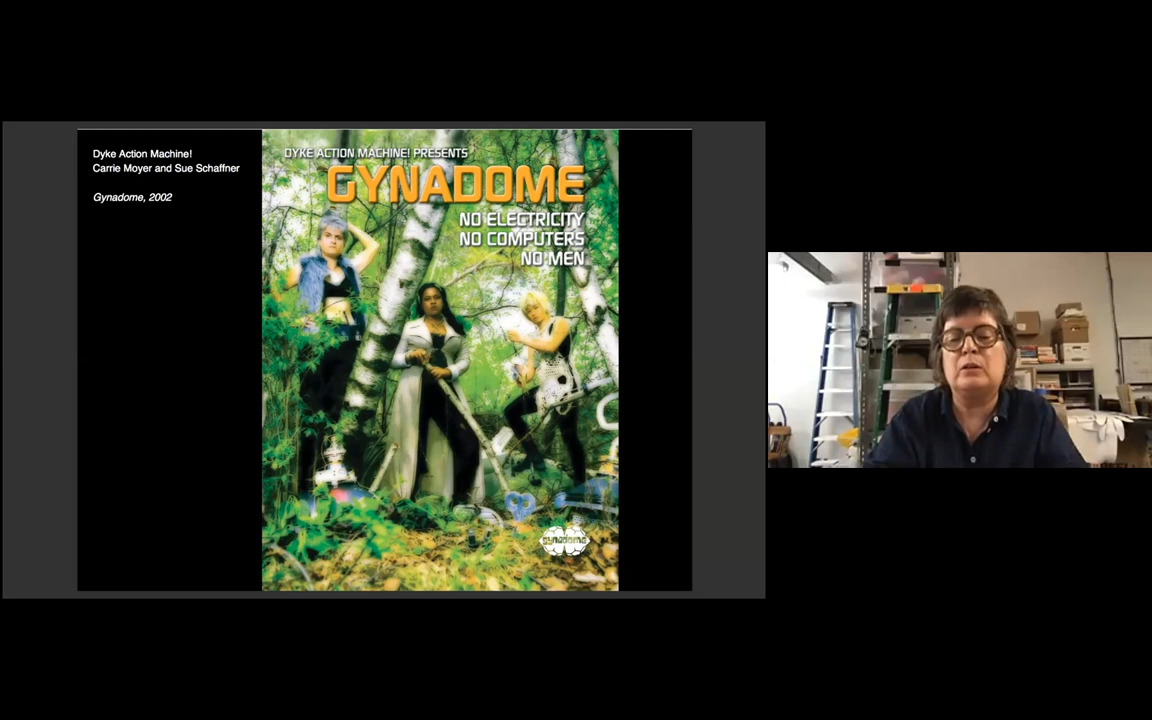 Dyke Action Machine!
Carrie Moyer and Sue Schaffner
Gynadome, 2002
DYKE ACTION MACHINE! PRESENTS
GYNADOME
NO ELECTRICITY
NO COMPUTERS
NO MEN
gynadome